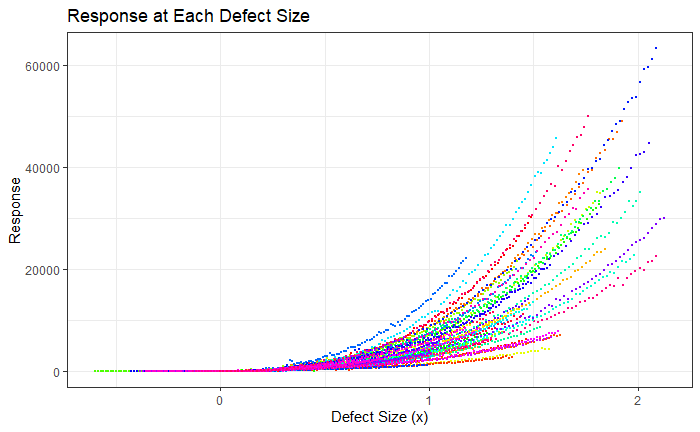 Response at Each Defect Size
60000
40000
20000
0
Response
0 1 2
Defect Size (x)